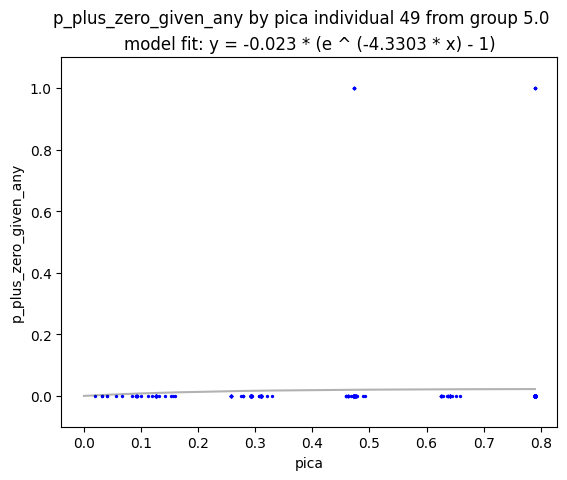 p_plus_zero_given_any by pica individual 49 from group 5.0
model fit: y = -0.023 * (e ^ (-4.3303 * x) - 1)
p_plus_zero_given_any
1.0
0.8
0.6
0.4
0.2
0.0
0.0 0.1 0.2 0.3 0.4 0.5 0.6 0.7 0.8
pica